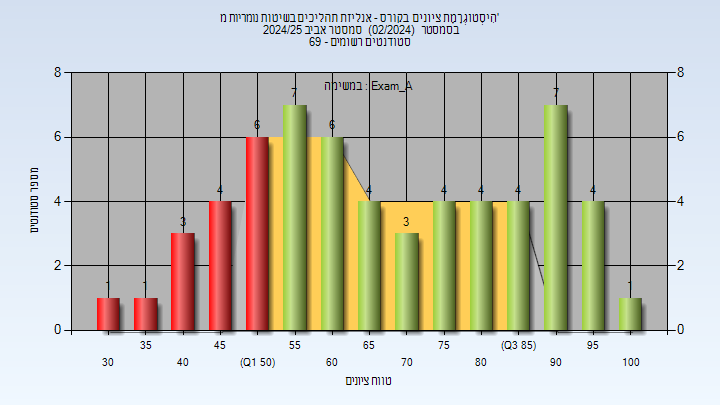 היִסְטוגְרַמַת ציונים בקורס - אנליזת תהליכים בשיטות נומריות מ'
בסמסטר (02/2024) סמסטר אביב 2024/25
סטודנטים רשומים - 69
במשימה : Exam_A
8 8
6 6
4 4
2 2
0 0
מספר סטודנטים
1 1 3 4 6 7 6 4 3 4 4 4 7 4 1
35 45 55 65 75 (Q3 85) 95
30 40 (Q1 50) 60 70 80 90 100
טווח ציונים